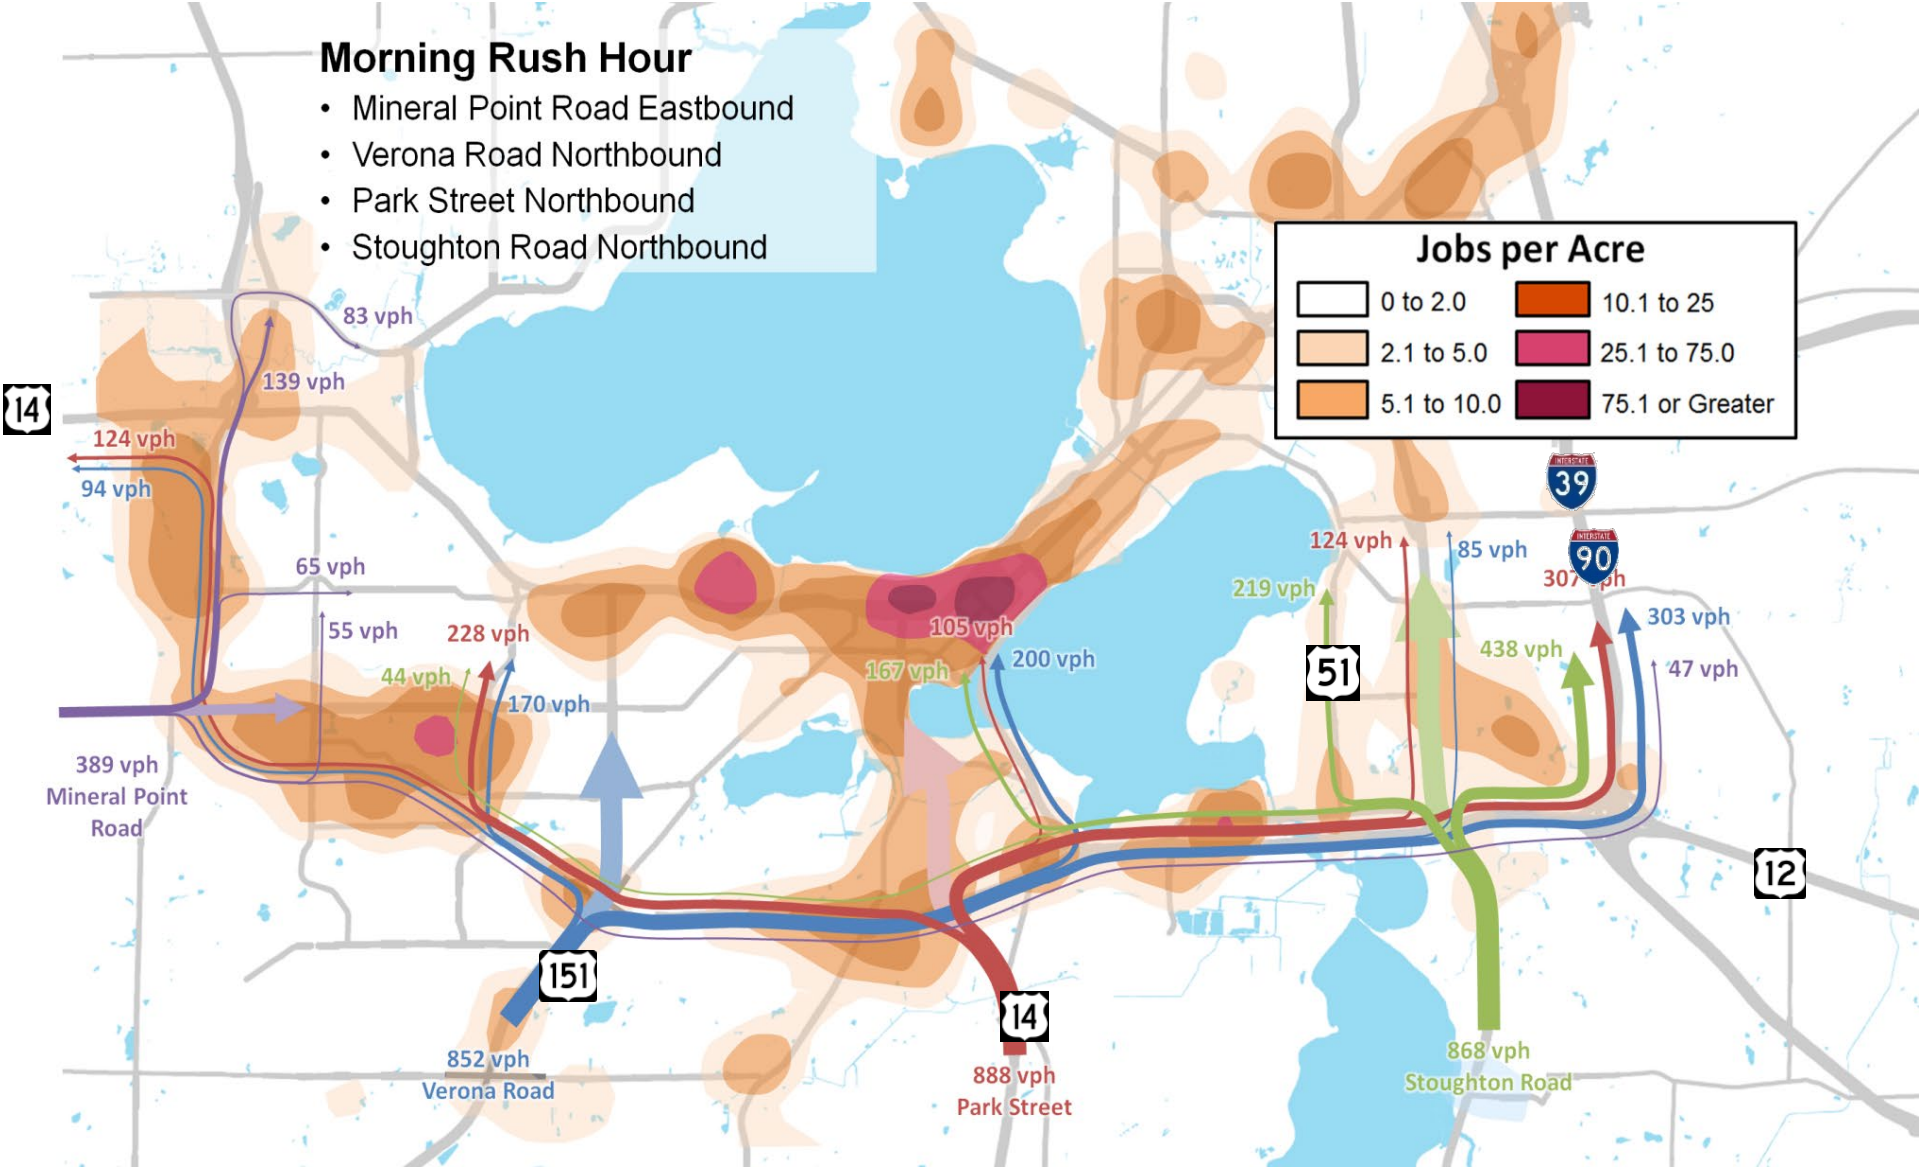 Morning Rush Hour
• Mineral Point Road Eastbound
• Verona Road Northbound
• Park Street Northbound
• Stoughton Road Northbound
Jobs per Acre
0 to 2.0
10.1 to 25
2.1 to 5.0
25.1 to 75.0
5.1 to 10.0
75.1 or Greater
83 vph
139 vph
14
124 vph
94 vph
INTERSTATE
39
INTERSTATE
90
124 vph
85 vph
307 ph
65 vph
219 vph
303 vph
55 vph
228 vph
105 vph
438 vph
44 vph
167 vph
200 vph
51
47 vph
170 vph
389 vph
Mineral Point
Road
12
151
14
852 vph
Verona Road
888 vph
Park Street
868 vph
Stoughton Road